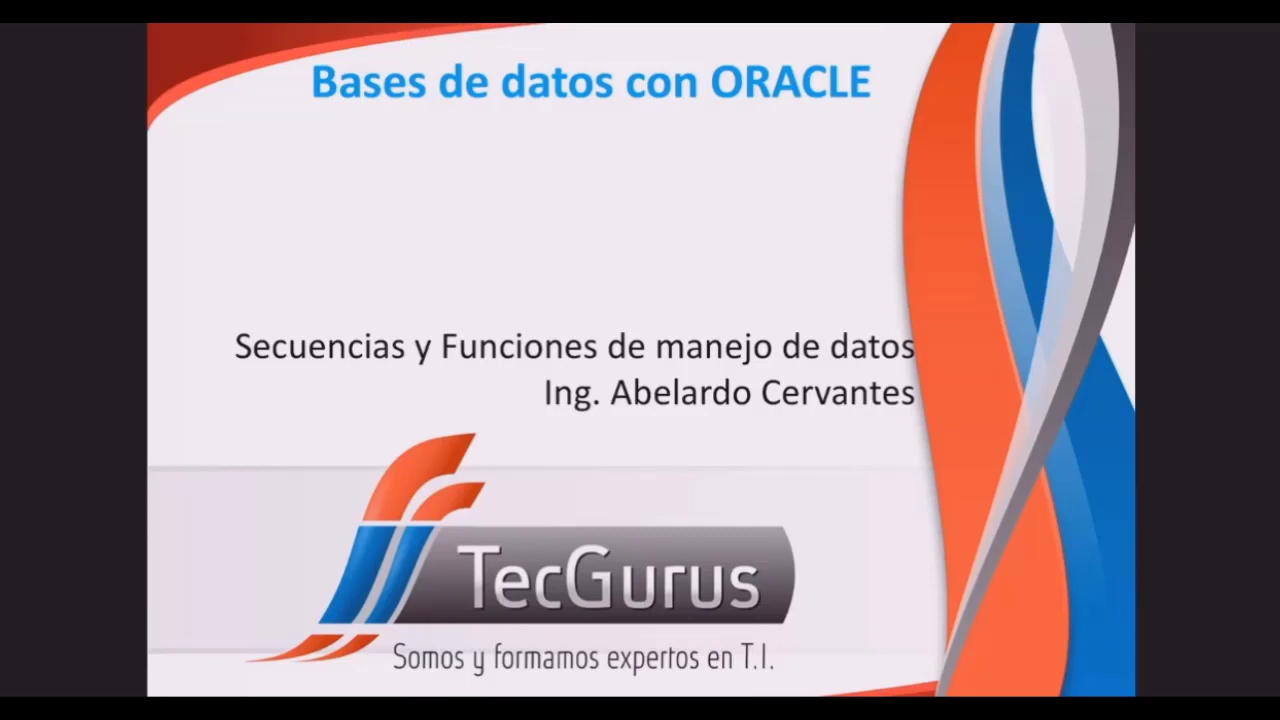 Bases de datos con ORACLE
Secuencias y Funciones de manejo de datos
Ing. Abelardo Cervantes
TecGurus
Somos y formamos expertos en T.I.